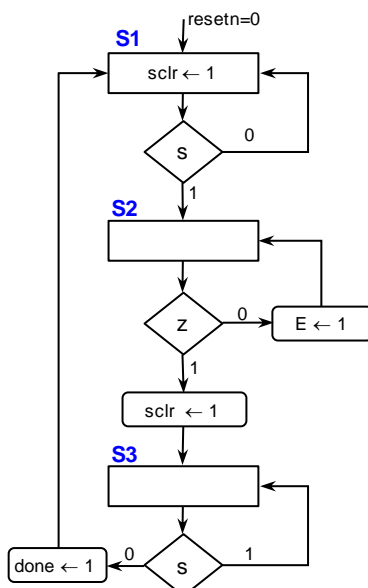 resetn=0
S1
sclr ← 1
s
0
1
S2
z
0
E ← 1
1
sclr ← 1
S3
done ← 1
0
s
1